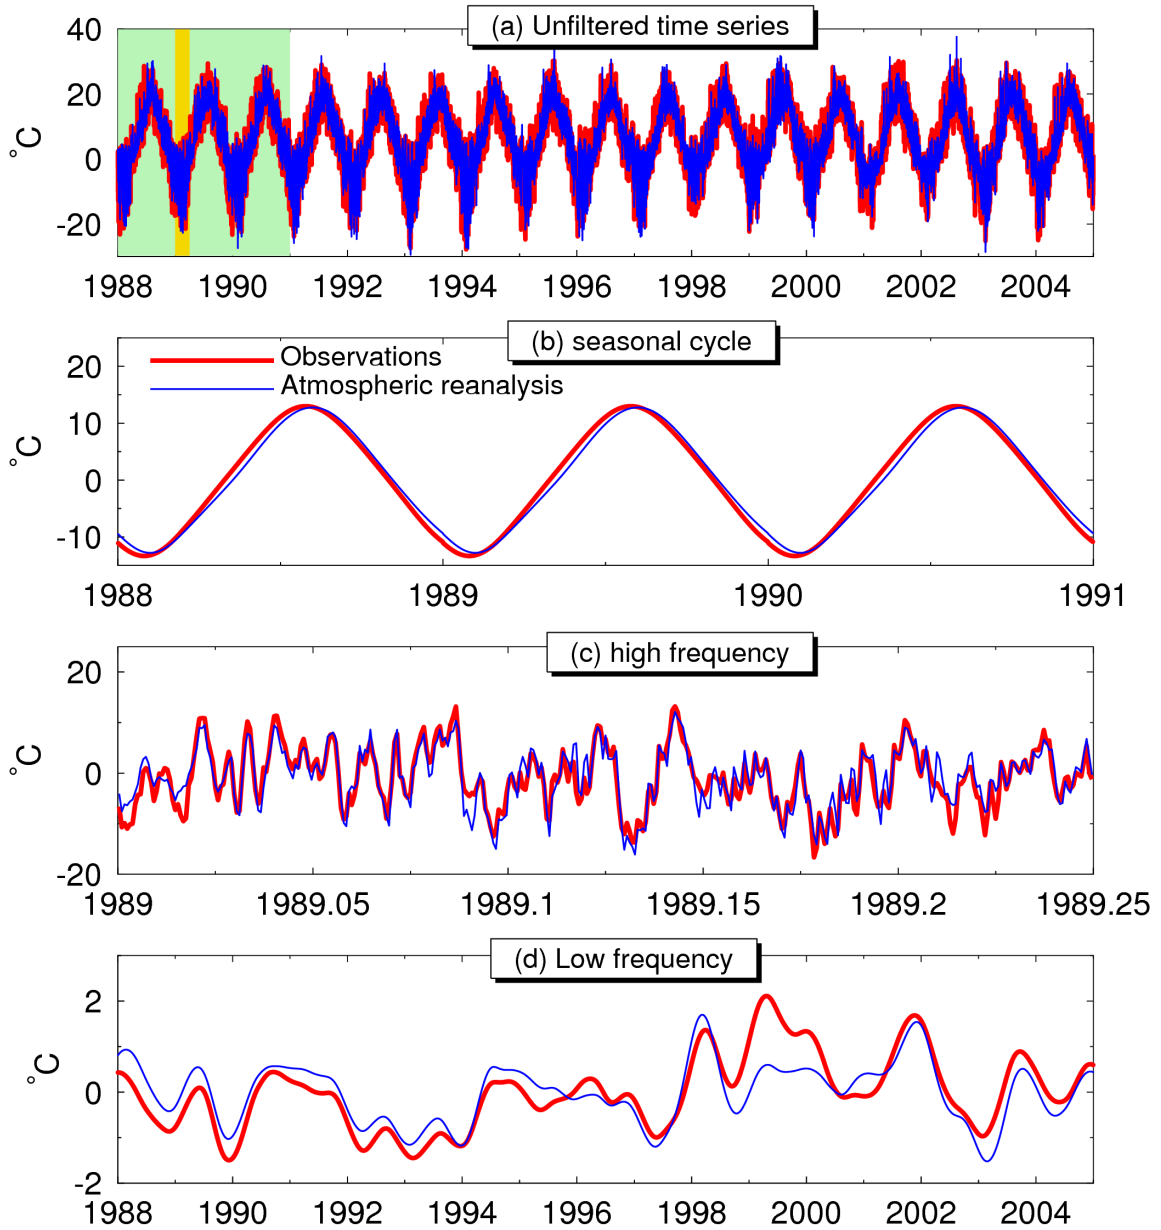 (a) Unfiltered time series
40
20
0
-20
°C
1988 1990 1992 1994 1996 1998 2000 2002 2004
(b) seasonal cycle
Observations
Atmospheric reanalysis
20
10
0
-10
°C
1988 1989 1990 1991
(c) high frequency
20
0
-20
°C
1989 1989.05 1989.1 1989.15 1989.2 1989.25
(d) Low frequency
2
0
-2
°C
1988 1990 1992 1994 1996 1998 2000 2002 2004